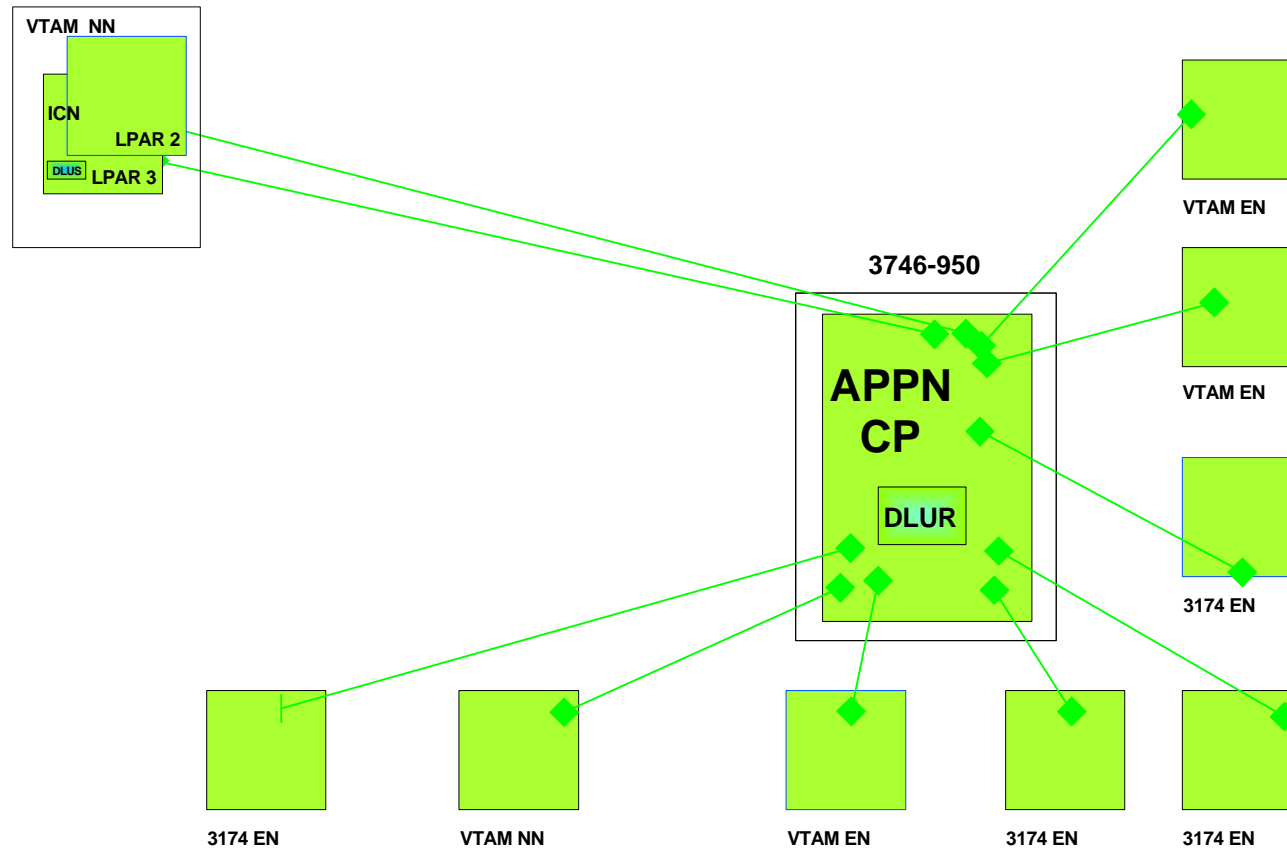 VTAM  NN
ICN
LPAR 2
DLUS
LPAR 3
VTAM EN
3746-950
APPN
CP
VTAM EN
DLUR
3174 EN
3174 EN
VTAM NN
VTAM EN
3174 EN
3174 EN